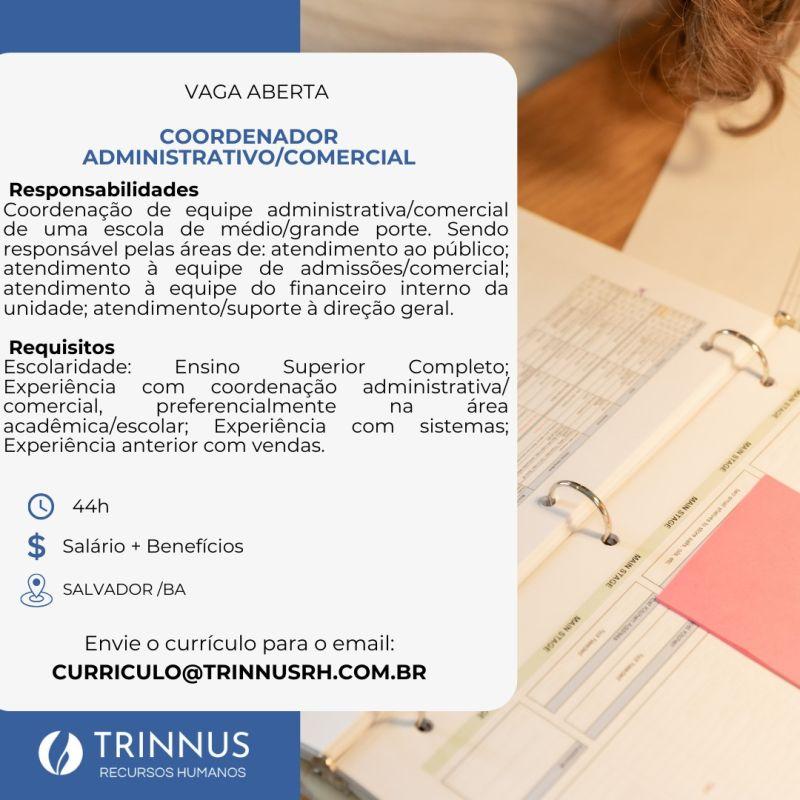 VAGA ABERTA
COORDENADOR
ADMINISTRATIVO/COMERCIAL
Responsabilidades
Coordenação de equipe administrativa/comercial
de uma escola de médio/grande porte. Sendo
responsável pelas áreas de: atendimento ao público;
atendimento à equipe de admissões/comercial;
atendimento à equipe do financeiro interno da
unidade; atendimento/suporte à direção geral.
Requisitos
Escolaridade: Ensino Superior Completo;
Experiência com coordenação administrativa/
comercial, preferencialmente na área
acadêmica/escolar; Experiência com sistemas;
Experiência anterior com vendas.
44h
$ Salário + Benefícios
SALVADOR /BA
Envie o currículo para o email:
CURRICULO@TRINNUSRH.COM.BR
TRINNUS
RECURSOS HUMANOS
MAIN STAGE
MAIN STAGE
MAIN STAGE
MAIN STAGE
MAIN STAGE